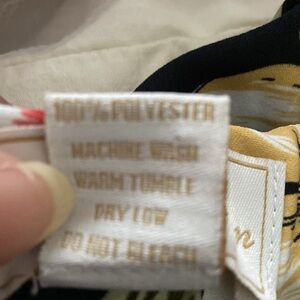 100% POLYESTER
MACHINE WASH
WARM TUMBLE
DRY LOW
DO NOT BLEACH
n